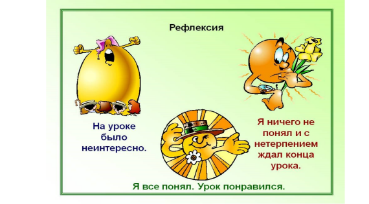 Рефлексия
На уроке
было
неинтересно.
Я ничего не
понял и с
нетерпением
ждал конца
урока.
Я все понял. Урок понравился.